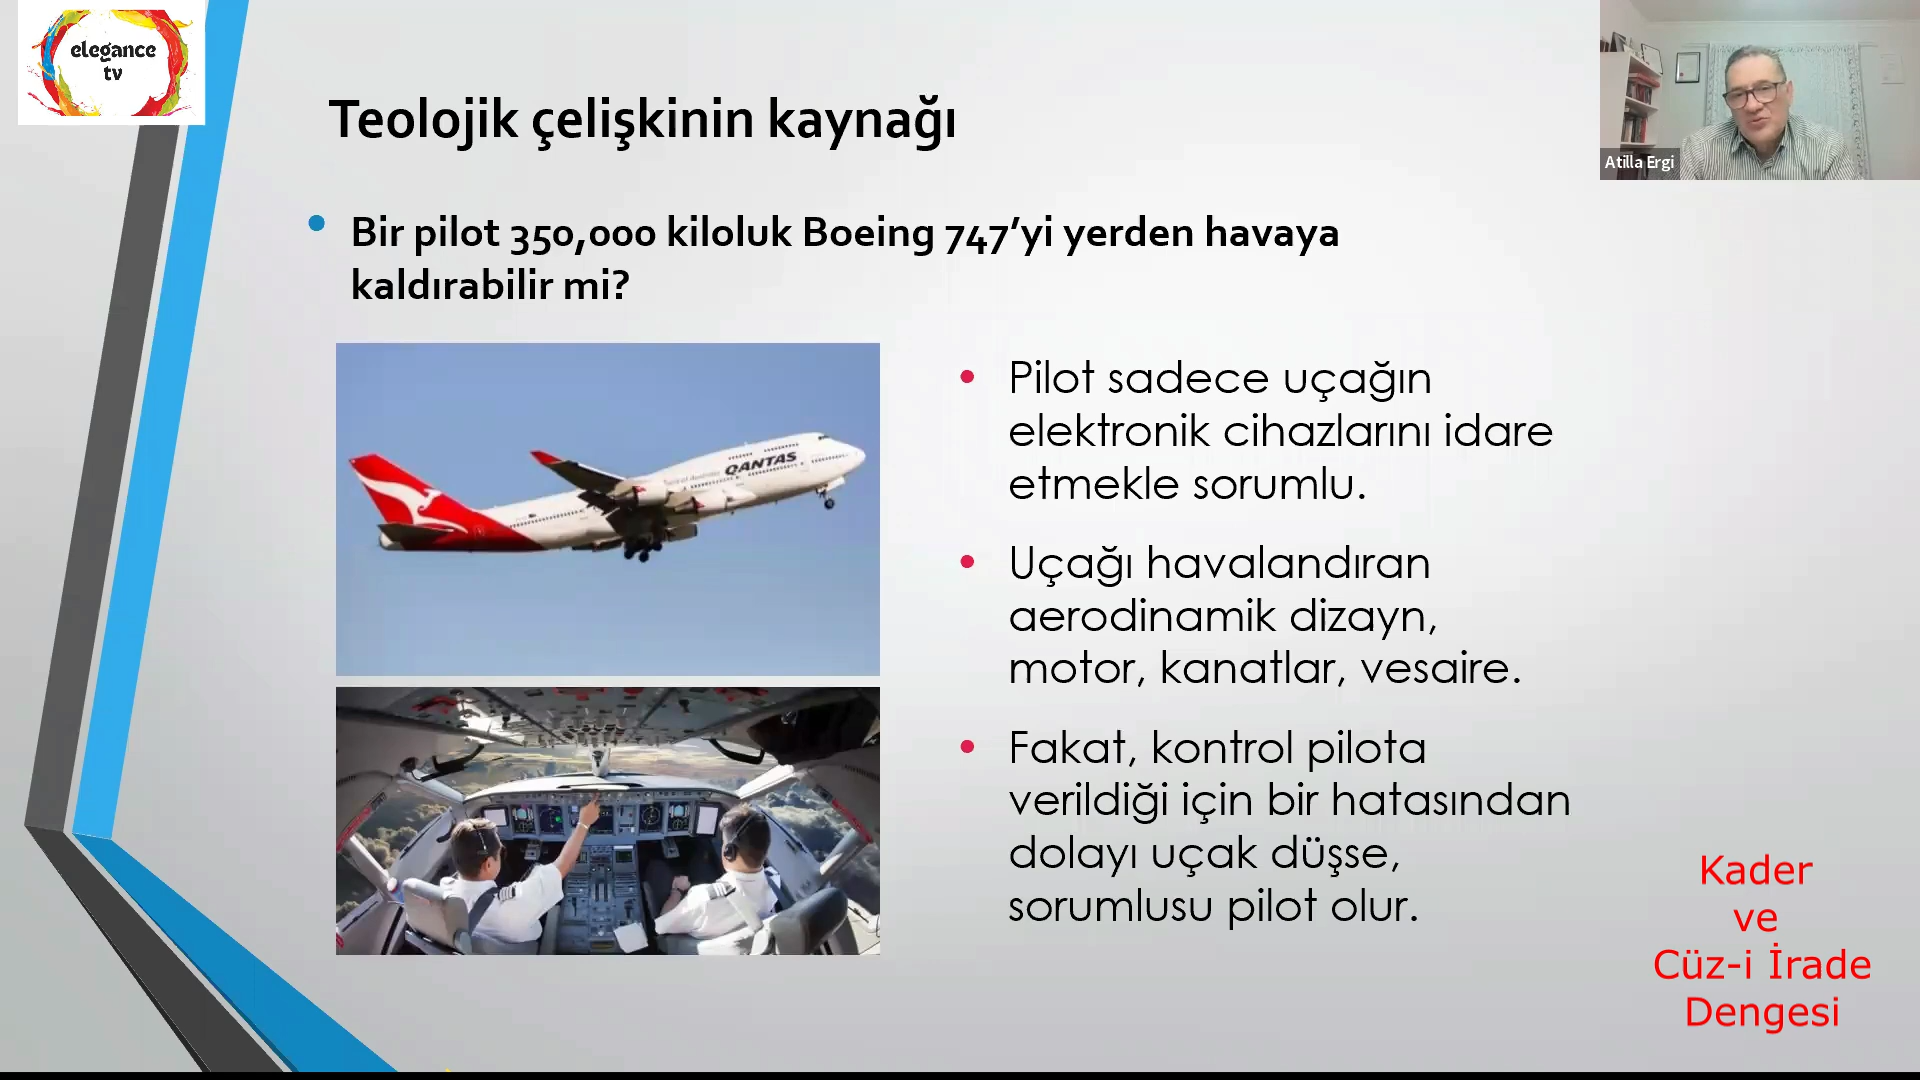 elegance
tv
Teolojik çelişkinin kaynağı
Atilla Ergi
Bir pilot 350,000 kiloluk Boeing 747’yi yerden havaya
kaldırabilir mi?
QANTAS
Pilot sadece uçağın
elektronik cihazlarını idare
etmekle sorumlu.
Uçağı havalandıran
aerodinamik dizayn,
motor, kanatlar, vesaire.
Fakat, kontrol pilota
verildiği için bir hatasından
dolayı uçak düşse,
sorumlusu pilot olur.
Kader
ve
Cüz-i İrade
Dengesi